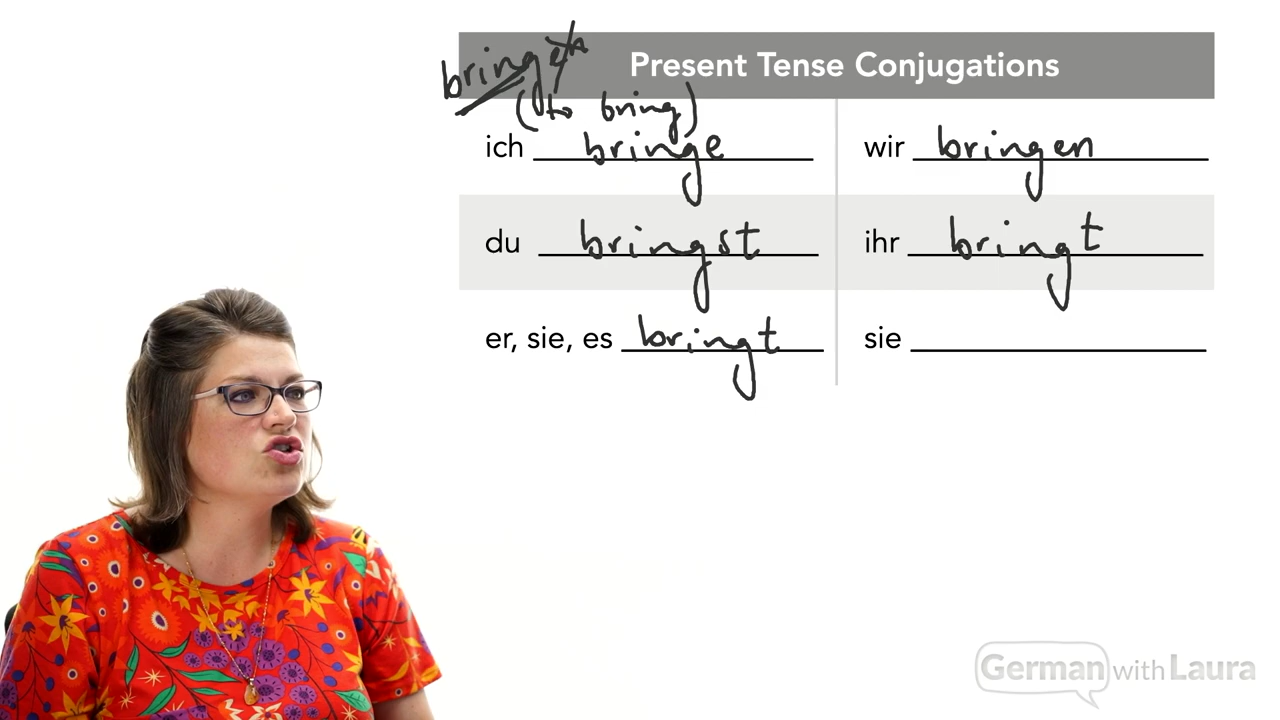 bringen
Present Tense Conjugations
(to bring)
ich bringe
wir bringen
du bringst
ihr bringt
er, sie, es bringt
sie
German with Laura